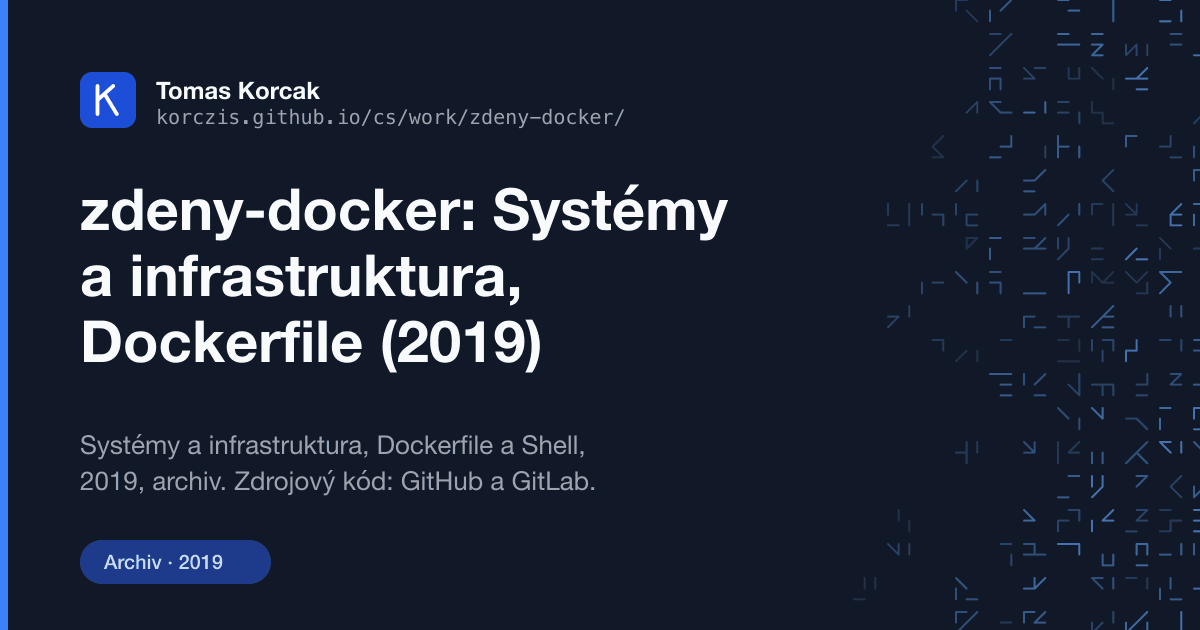 K
Tomas Korcak
korczis.github.io/cs/work/zdeny-docker/
zdeny-docker: Systémy
a infrastruktura,
Dockerfile (2019)
Systémy a infrastruktura, Dockerfile a Shell,
2019, archiv. Zdrojový kód: GitHub a GitLab.
Archiv · 2019